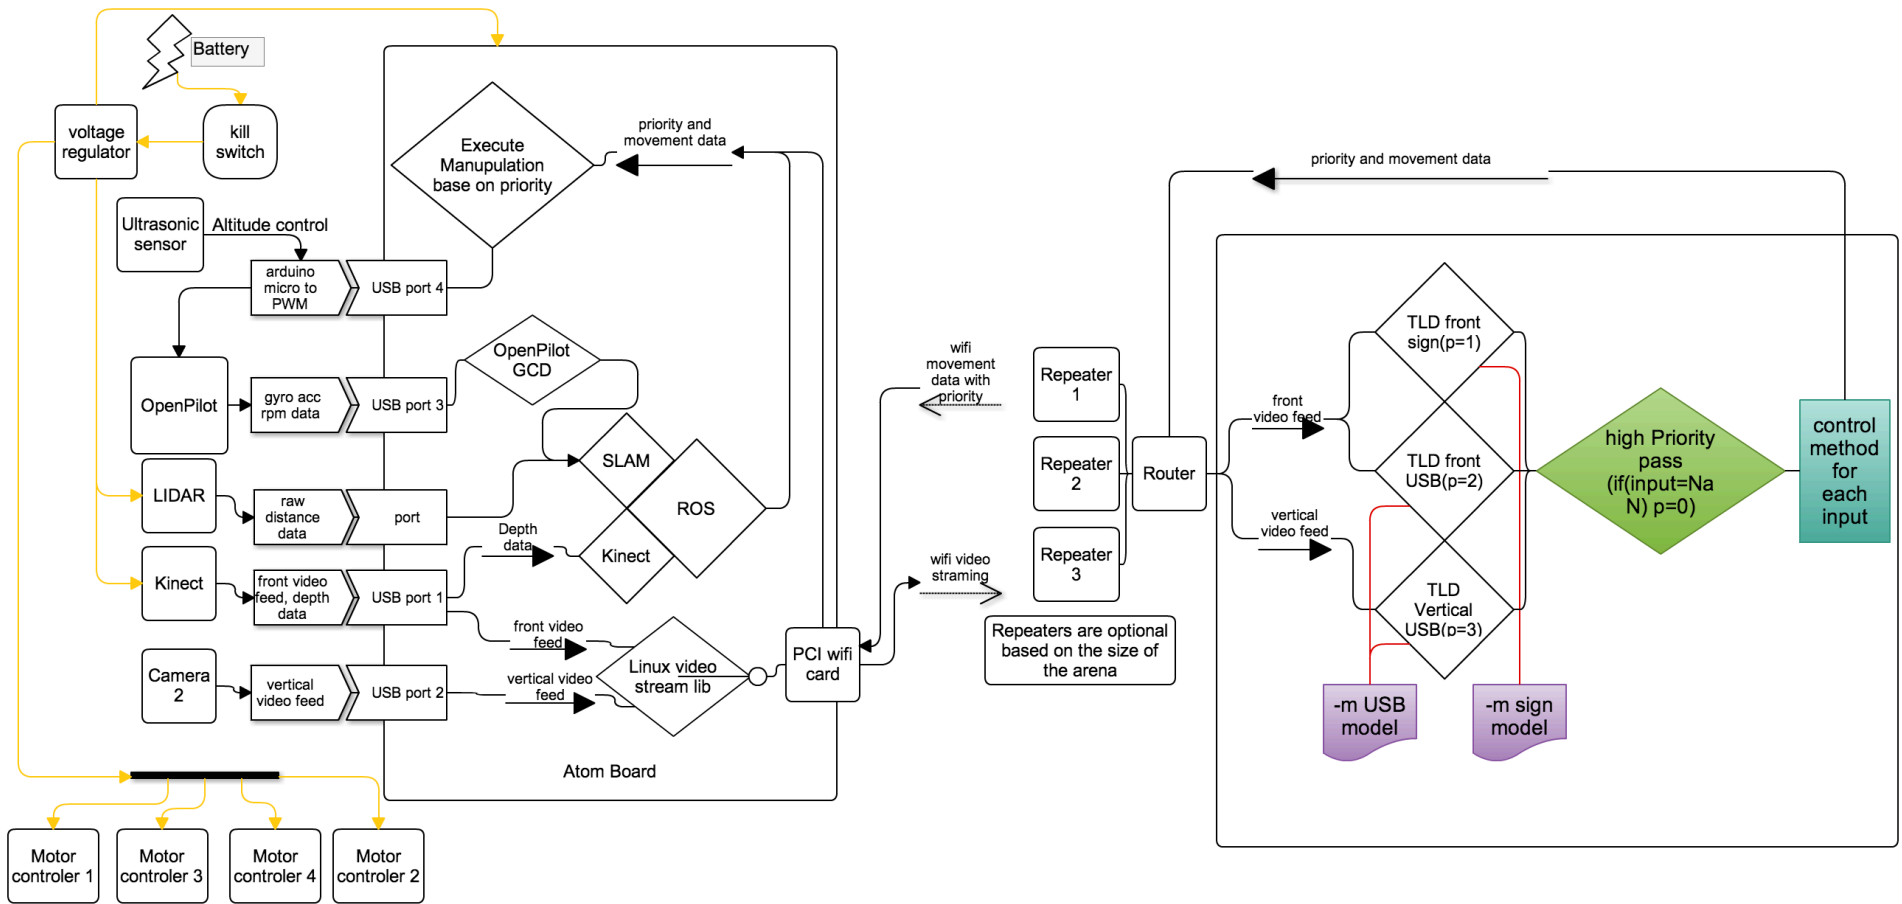 Battery
voltage
regulator
kill
switch
Ultrasonic
sensor
Altitude control
arduino
micro to
PWM
USB port 4
Execute
Manupulation
base on priority
priority and
movement data
OpenPilot
gyro acc
rpm data
USB port 3
OpenPilot
GCD
LIDAR
raw
distance
data
port
SLAM
ROS
Kinect
Depth
data
Kinect
front video
feed, depth
data
USB port 1
front video
feed
Camera
2
vertical
video feed
USB port 2
vertical video
feed
Linux video
stream lib
PCI wifi
card
Atom Board
Motor
controler 1
Motor
controler 3
Motor
controler 4
Motor
controler 2
wifi
movement
data with
priority
wifi video
straming
Repeater
1
Repeater
2
Repeater
3
Repeaters are optional
based on the size of
the arena
Router
priority and movement data
front
video feed
vertical
video feed
TLD front
sign(p=1)
TLD front
USB(p=2)
TLD
Vertical
USB(p=3)
-m USB
model
-m sign
model
high Priority
pass
(if(input=Na
N) p=0)
control
method
for
each
input